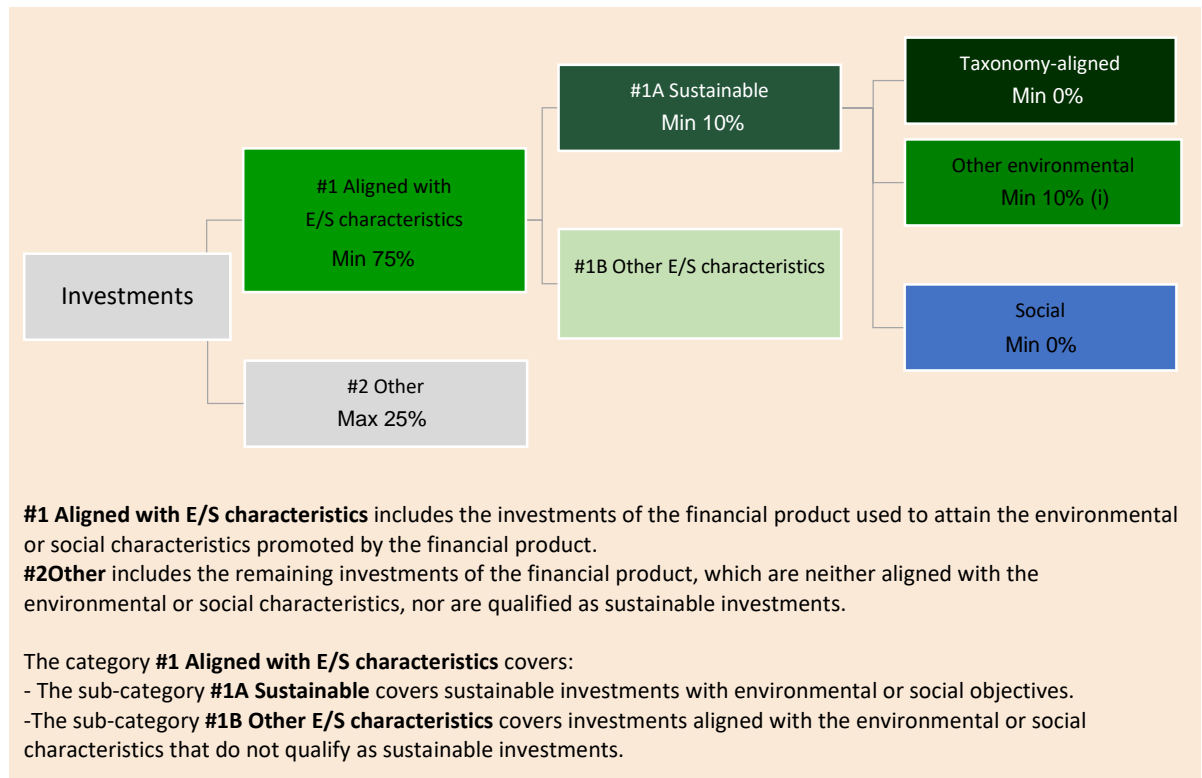 Investments
#1 Aligned with
E/S characteristics
Min 75%
#2 Other
Max 25%
#1A Sustainable
Min 10%
#1B Other E/S characteristics
Taxonomy-aligned
Min 0%
Other environmental
Min 10% (i)
Social
Min 0%
#1 Aligned with E/S characteristics includes the investments of the financial product used to attain the environmental
or social characteristics promoted by the financial product.
#2Other includes the remaining investments of the financial product, which are neither aligned with the
environmental or social characteristics, nor are qualified as sustainable investments.
The category #1 Aligned with E/S characteristics covers:
- The sub-category #1A Sustainable covers sustainable investments with environmental or social objectives.
-The sub-category #1B Other E/S characteristics covers investments aligned with the environmental or social
characteristics that do not qualify as sustainable investments.